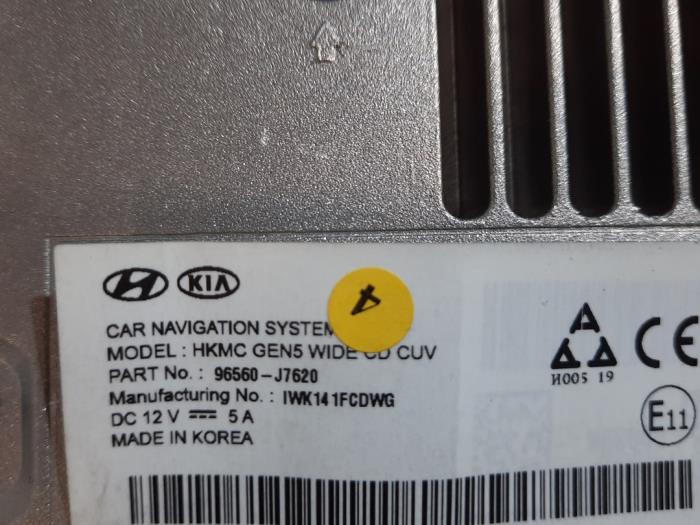 KIA
CAR NAVIGATION SYSTEM
MODEL : HKMC GEN5 WIDE CD CUV
PART No. : 96560-J7620
Manufacturing No. : IWK141FCDWG
DC 12 V 5 A
MADE IN KOREA
И005 19
CE
E11